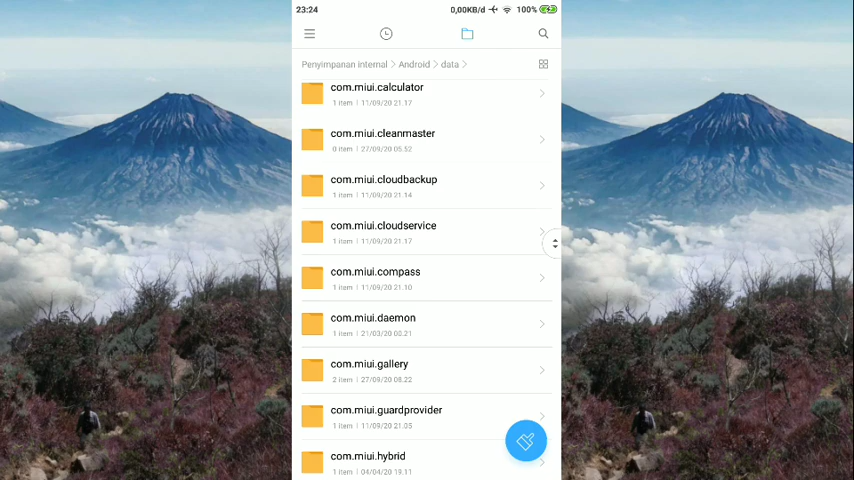 23:24 0,00KB/d 100%
Penyimpanan internal > Android > data >
com.miui.calculator
1 item | 11/09/20 21.17
com.miui.cleanmaster
0 item | 27/09/20 05.52
com.miui.cloudbackup
1 item | 11/09/20 21.14
com.miui.cloudservice
1 item | 11/09/20 21.17
com.miui.compass
1 item | 11/09/20 21.10
com.miui.daemon
1 item | 21/03/20 00.21
com.miui.gallery
2 item | 27/09/20 08.22
com.miui.guardprovider
1 item | 11/09/20 21.05
com.miui.hybrid
1 item | 04/04/20 19.11